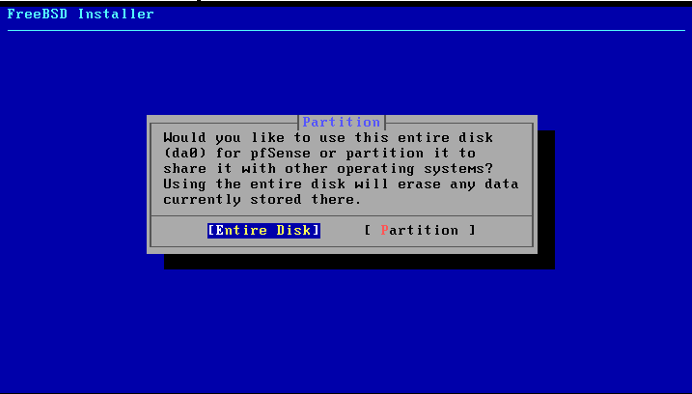 FreeBSD Installer
Partition
Would you like to use this entire disk
(da0) for pfSense or partition it to
share it with other operating systems?
Using the entire disk will erase any data
currently stored there.
[Entire Disk] [ Partition ]